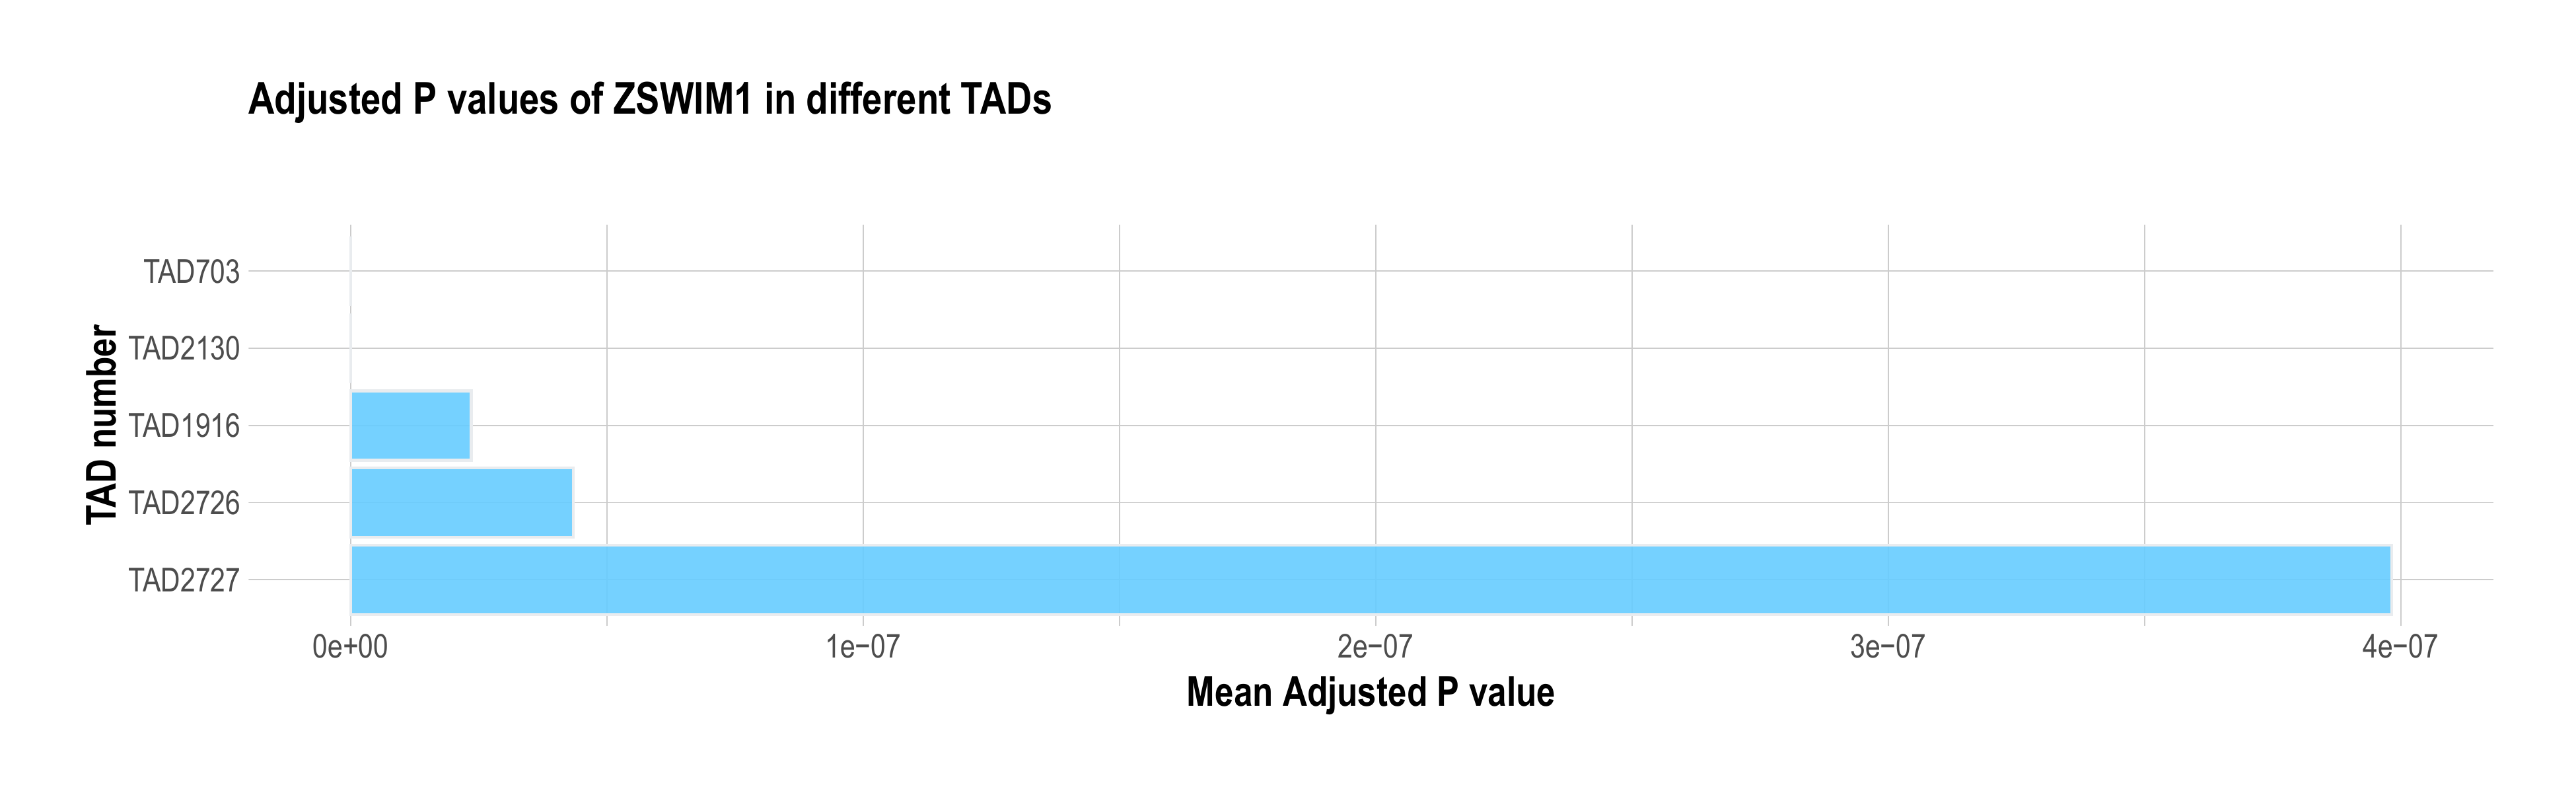 Adjusted P values of ZSWIM1 in different TADs
TAD number
TAD703
TAD2130
TAD1916
TAD2726
TAD2727
0e+00 1e−07 2e−07 3e−07 4e−07
Mean Adjusted P value